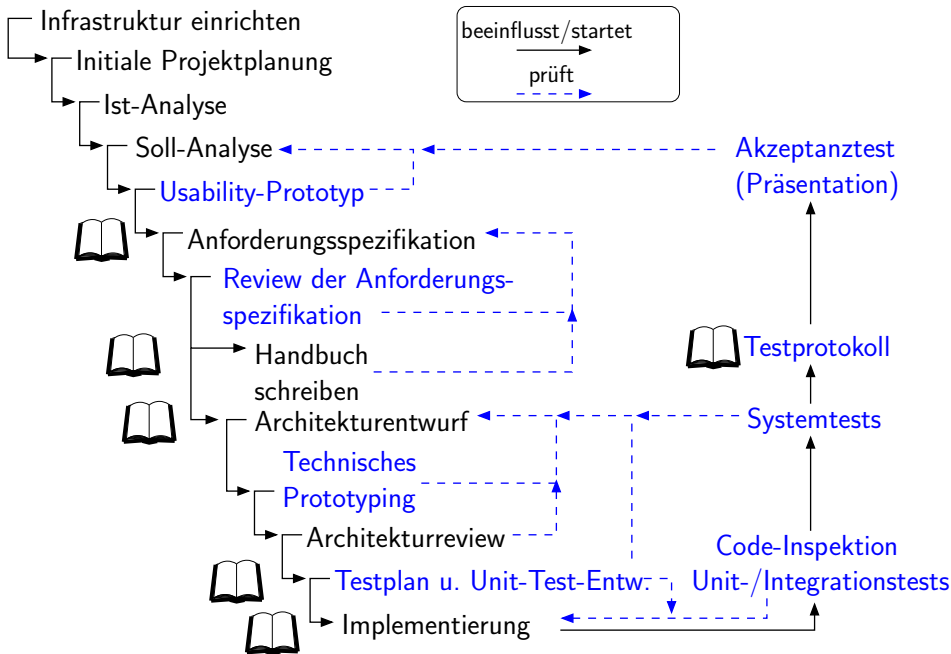 Infrastruktur einrichten
beeinflusst/startet
Initiale Projektplanung
prüft
Ist-Analyse
Soll-Analyse
Akzeptanztest
(Präsentation)
Usability-Prototyp
Anforderungsspezifikation
Review der Anforderungs-
spezifikation
Handbuch
schreiben
Testprotokoll
Architekturentwurf
Systemtests
Technisches
Prototyping
Architekturreview
Code-Inspektion
Unit-/Integrationstests
Testplan u. Unit-Test-Entw.
Implementierung